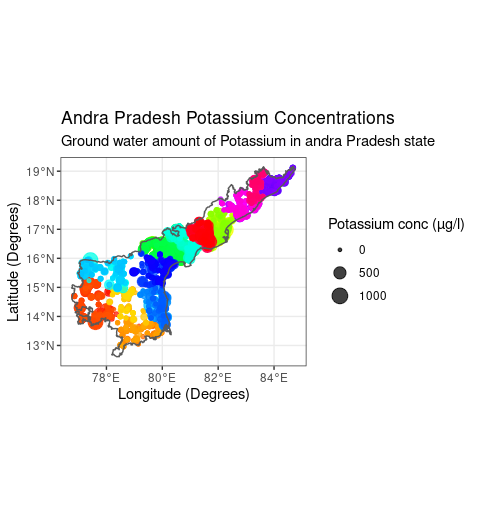 Andra Pradesh Potassium Concentrations
Ground water amount of Potassium in andra Pradesh state
19°N
18°N
17°N
16°N
15°N
14°N
13°N
78°E 80°E 82°E 84°E
Longitude (Degrees)
Latitude (Degrees)
Potassium conc (µg/l)
0
500
1000